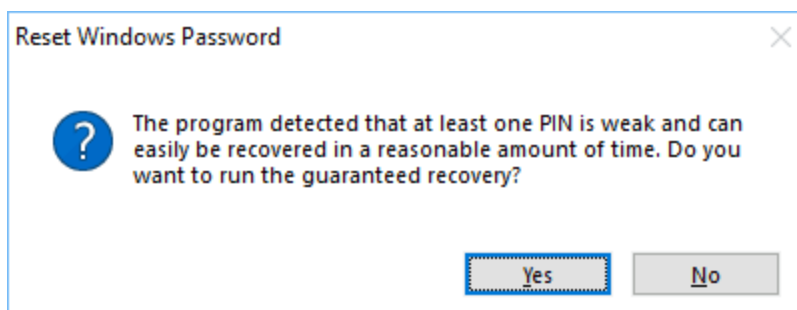 Reset Windows Password
The program detected that at least one PIN is weak and can
easily be recovered in a reasonable amount of time. Do you
want to run the guaranteed recovery?
Yes
No